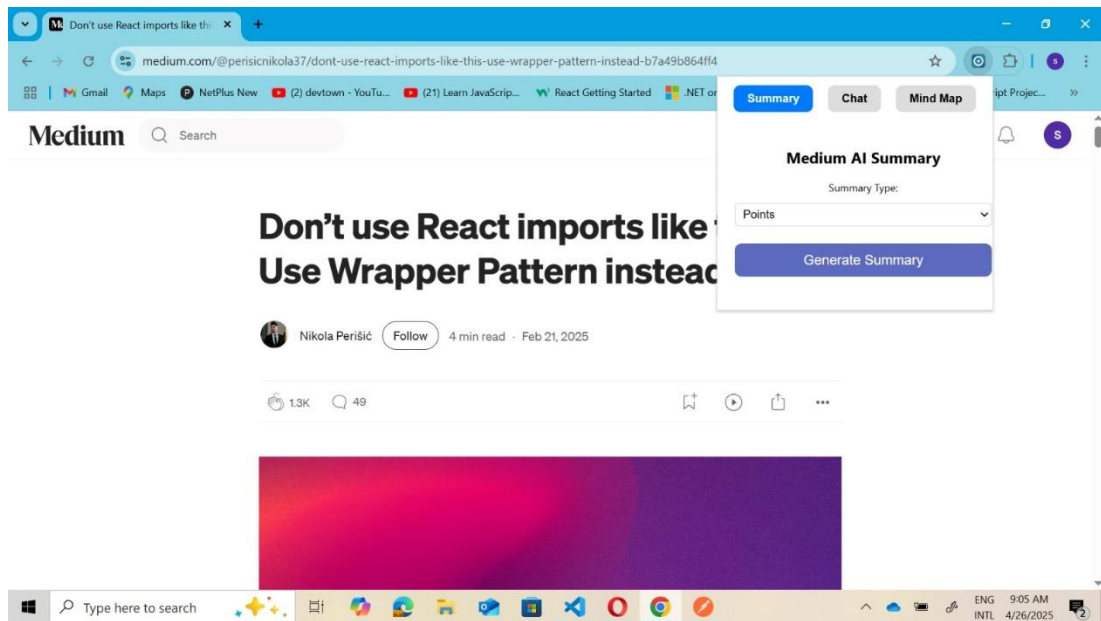 Don't use React imports like thi
medium.com/@perisicnikola37/dont-use-react-imports-like-this-use-wrapper-pattern-instead-b7a49b864ff4
S
Gmail
Maps
NetPlus New
(2) devtown - YouTu...
(21) Learn JavaScrip...
React Getting Started
.NET or
ipt Projec...
Summary
Chat
Mind Map
Medium
Search
S
Medium AI Summary
Summary Type:
Points
Generate Summary
Don't use React imports like
Use Wrapper Pattern instead
Nikola Perišić
Follow
4 min read · Feb 21, 2025
1.3K
49
Type here to search
ENG
INTL
9:05 AM
4/26/2025
2